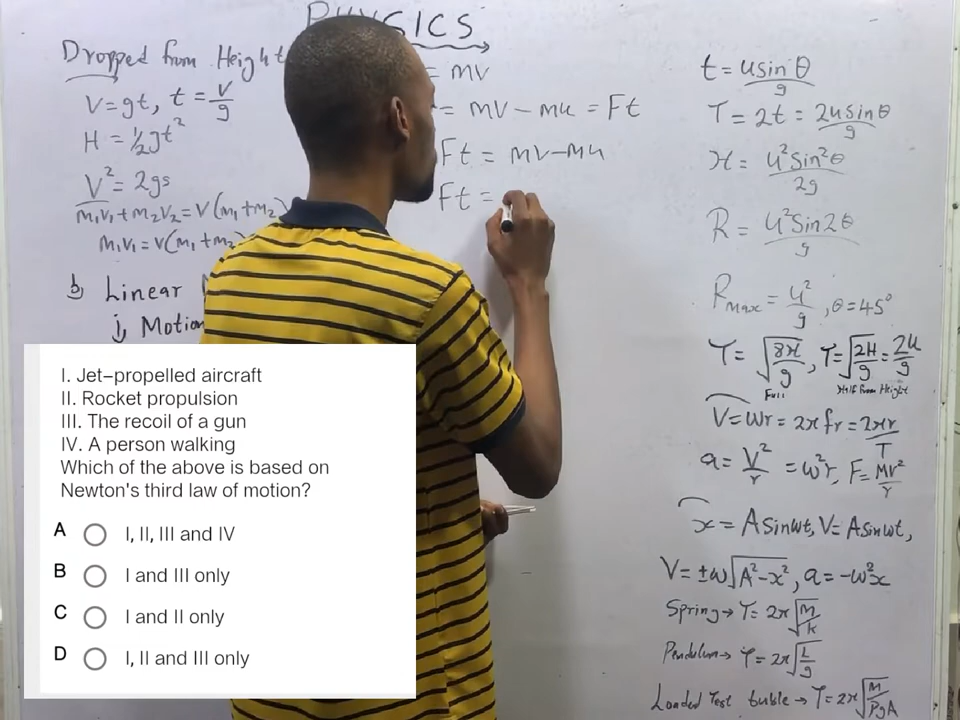 PHYSICS
Dropped from Height
V=gt, t=V/g
H = ½gt²
V² = 2gs
m₁v₁+m₂v₂=v(m₁+m₂)
m₁v₁=v(m₁+m₂
b) Linear
i, Motion
= mv
= mv – mu = Ft
Ft = mv–mu
Ft =
t = usinθ/g
T = 2t = 2usinθ/g
H = u²sin²θ/2g
R = u²Sin2θ/g
Rmax = u²/g, θ=45°
T= √8H/g, T=√2H/g=2u/g
Full Half from Height
V=Wr = 2πfr=2πr/T
a= V²/r = ω²r, F= MV²/r
x = Asinwt, V= Asinwt,
V= ±ω√A²–x², a= –ω²x
Spring→ T= 2π√M/k
Pendulum→ T= 2π√L/g
Loaded Test tuble → T= 2π√M/PgA
I. Jet–propelled aircraft
II. Rocket propulsion
III. The recoil of a gun
IV. A person walking
Which of the above is based on
Newton's third law of motion?
A I, II, III and IV
B I and III only
C I and II only
D I, II and III only